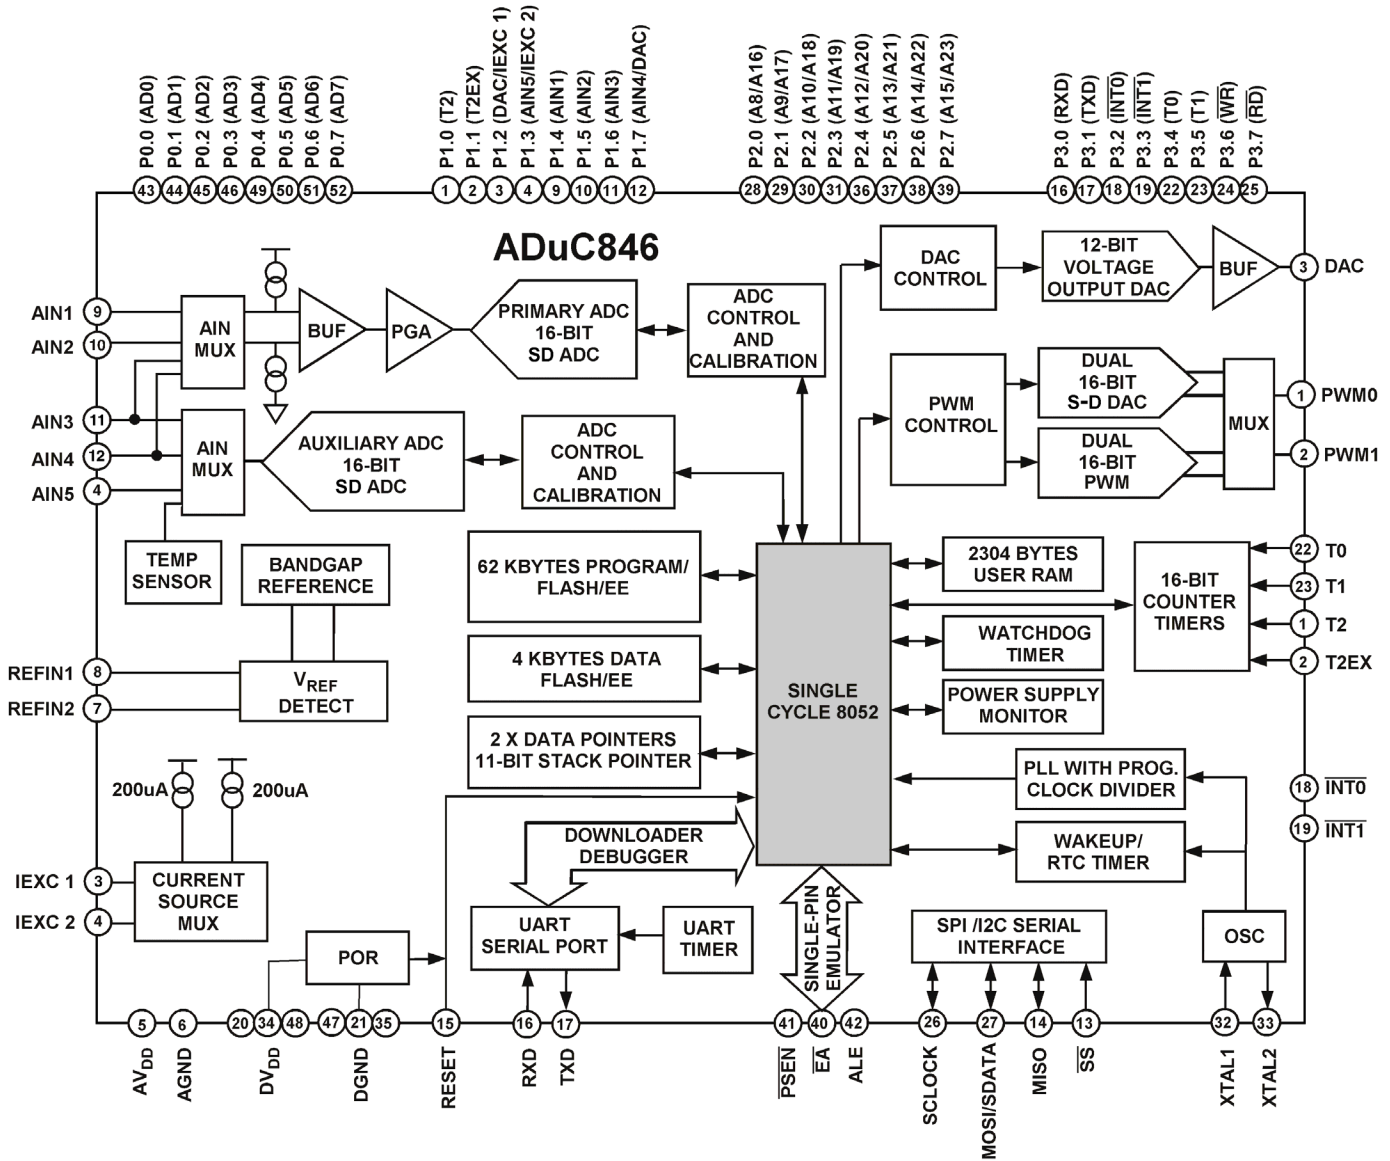 P0.0 (AD0)
P0.1 (AD1)
P0.2 (AD2)
P0.3 (AD3)
P0.4 (AD4)
P0.5 (AD5)
P0.6 (AD6)
P0.7 (AD7)
P1.0 (T2)
P1.1 (T2EX)
P1.2 (DAC/IEXC 1)
P1.3 (AIN5/IEXC 2)
P1.4 (AIN1)
P1.5 (AIN2)
P1.6 (AIN3)
P1.7 (AIN4/DAC)
P2.0 (A8/A16)
P2.1 (A9/A17)
P2.2 (A10/A18)
P2.3 (A11/A19)
P2.4 (A12/A20)
P2.5 (A13/A21)
P2.6 (A14/A22)
P2.7 (A15/A23)
P3.0 (RXD)
P3.1 (TXD)
P3.2 (INT0)
P3.3 (INT1)
P3.4 (T0)
P3.5 (T1)
P3.6 (WR)
P3.7 (RD)
43 44 45 46 49 50 51 52
1 2 3 4 9 10 11 12
28 29 30 31 36 37 38 39
16 17 18 19 22 23 24 25
ADuC846
AIN1 9
AIN2 10
AIN3 11
AIN4 12
AIN5 4
AIN
MUX
BUF
PGA
PRIMARY ADC
16-BIT
SD ADC
ADC
CONTROL
AND
CALIBRATION
DAC
CONTROL
12-BIT
VOLTAGE
OUTPUT DAC
BUF
3 DAC
AIN
MUX
AUXILIARY ADC
16-BIT
SD ADC
ADC
CONTROL
AND
CALIBRATION
PWM
CONTROL
DUAL
16-BIT
S-D DAC
DUAL
16-BIT
PWM
MUX
1 PWM0
2 PWM1
TEMP
SENSOR
BANDGAP
REFERENCE
62 KBYTES PROGRAM/
FLASH/EE
2304 BYTES
USER RAM
16-BIT
COUNTER
TIMERS
22 T0
23 T1
1 T2
2 T2EX
REFIN1 8
REFIN2 7
VREF
DETECT
4 KBYTES DATA
FLASH/EE
SINGLE
CYCLE 8052
WATCHDOG
TIMER
POWER SUPPLY
MONITOR
2 X DATA POINTERS
11-BIT STACK POINTER
200uA
200uA
PLL WITH PROG.
CLOCK DIVIDER
18 INT0
19 INT1
DOWNLOADER
DEBUGGER
WAKEUP/
RTC TIMER
IEXC 1 3
IEXC 2 4
CURRENT
SOURCE
MUX
POR
UART
SERIAL PORT
UART
TIMER
SINGLE-PIN
EMULATOR
SPI /I2C SERIAL
INTERFACE
OSC
5 6 20 34 48 47 21 35 15 16 17 41 40 42 26 27 14 13 32 33
AVDD
AGND
DVDD
DGND
RESET
RXD
TXD
PSEN
EA
ALE
SCLOCK
MOSI/SDATA
MISO
SS
XTAL1
XTAL2